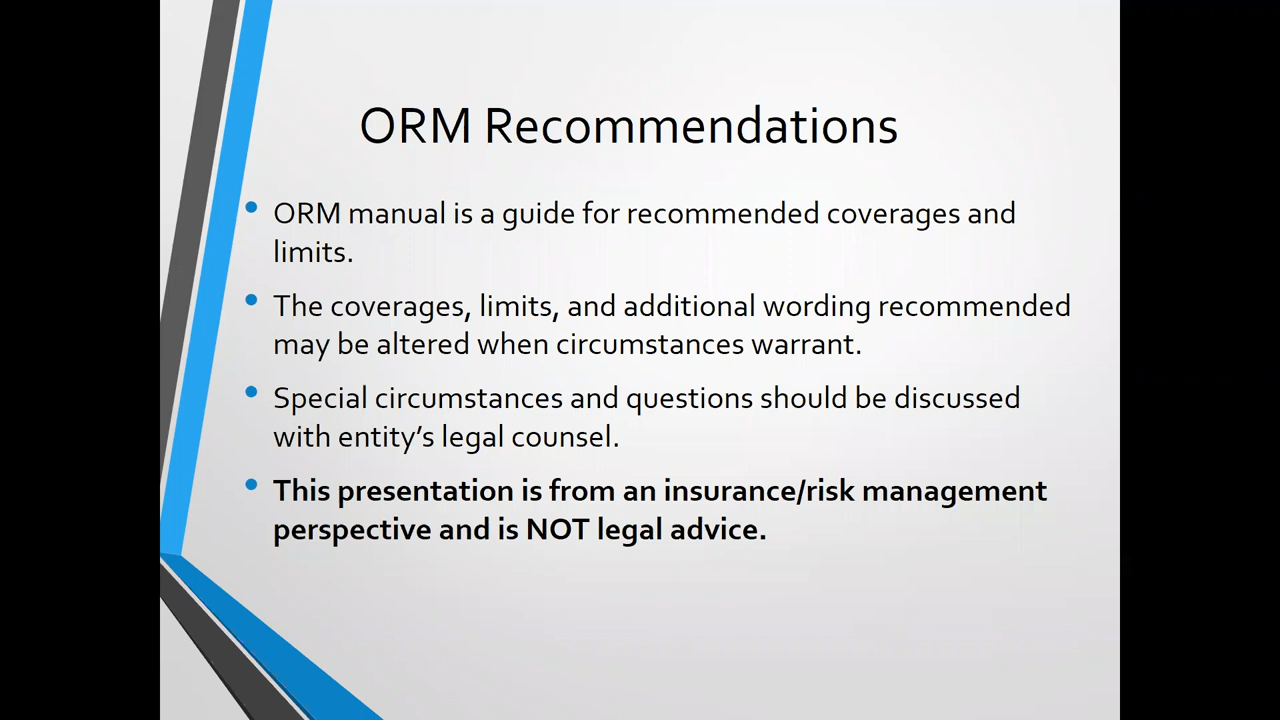 ORM Recommendations
• ORM manual is a guide for recommended coverages and
limits.
• The coverages, limits, and additional wording recommended
may be altered when circumstances warrant.
• Special circumstances and questions should be discussed
with entity’s legal counsel.
• This presentation is from an insurance/risk management
perspective and is NOT legal advice.